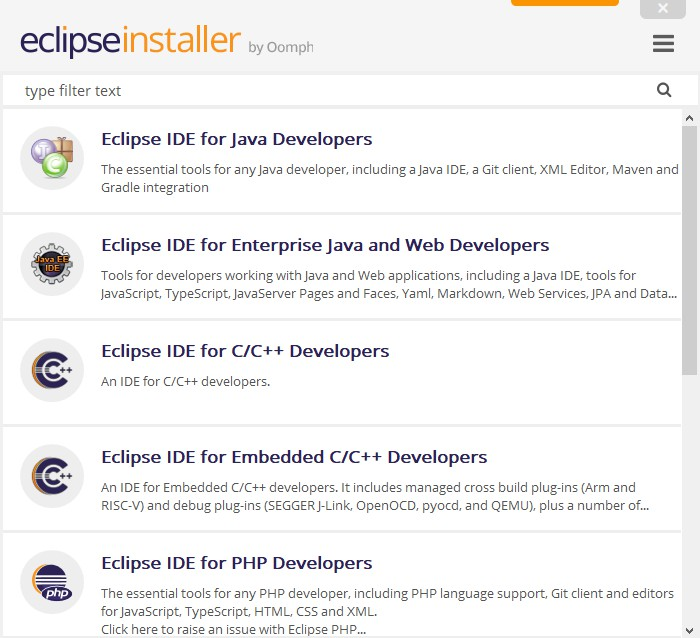 eclipseinstaller by Oomph
type filter text
Eclipse IDE for Java Developers
The essential tools for any Java developer, including a Java IDE, a Git client, XML Editor, Maven and
Gradle integration
Java EE
IDE
Eclipse IDE for Enterprise Java and Web Developers
Tools for developers working with Java and Web applications, including a Java IDE, tools for
JavaScript, TypeScript, JavaServer Pages and Faces, Yaml, Markdown, Web Services, JPA and Data...
C++
Eclipse IDE for C/C++ Developers
An IDE for C/C++ developers.
C++
Eclipse IDE for Embedded C/C++ Developers
An IDE for Embedded C/C++ developers. It includes managed cross build plug-ins (Arm and
RISC-V) and debug plug-ins (SEGGER J-Link, OpenOCD, pyocd, and QEMU), plus a number of...
php
Eclipse IDE for PHP Developers
The essential tools for any PHP developer, including PHP language support, Git client and editors
for JavaScript, TypeScript, HTML, CSS and XML.
Click here to raise an issue with Eclipse PHP...